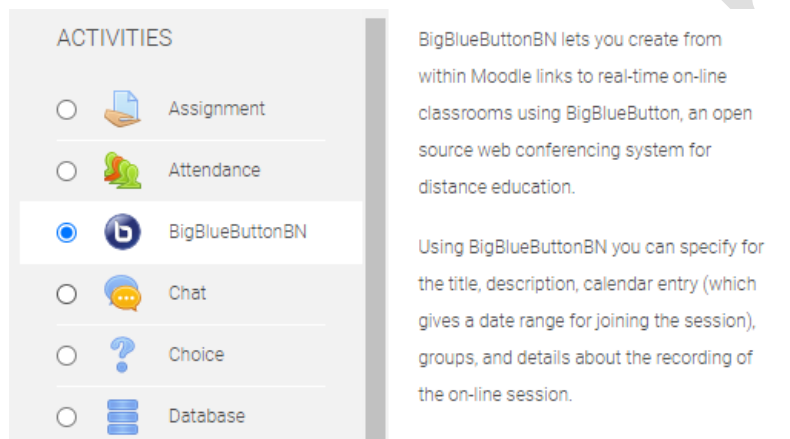 ACTIVITIES
Assignment
Attendance
BigBlueButtonBN
Chat
Choice
Database
BigBlueButtonBN lets you create from
within Moodle links to real-time on-line
classrooms using BigBlueButton, an open
source web conferencing system for
distance education.
Using BigBlueButtonBN you can specify for
the title, description, calendar entry (which
gives a date range for joining the session),
groups, and details about the recording of
the on-line session.